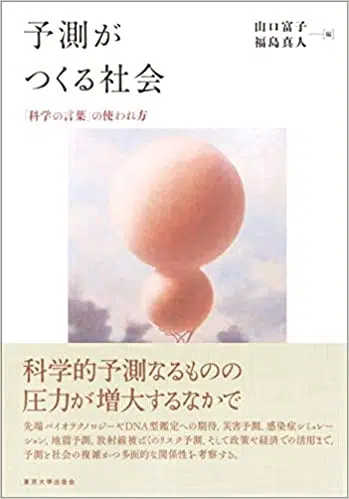 予測が
つくる社会
「科学の言葉」の使われ方
山口富子
福島真人 ―[編]
科学的予測なるものの
圧力が増大するなかで
先端バイオテクノロジーやDNA型鑑定への期待、災害予測、感染症シミュレー
ション、地震予測、放射線被ばくのリスク予測、そして政策や経済での活用まで、
予測と社会の複雑かつ多面的な関係性を考察する。
東京大学出版会